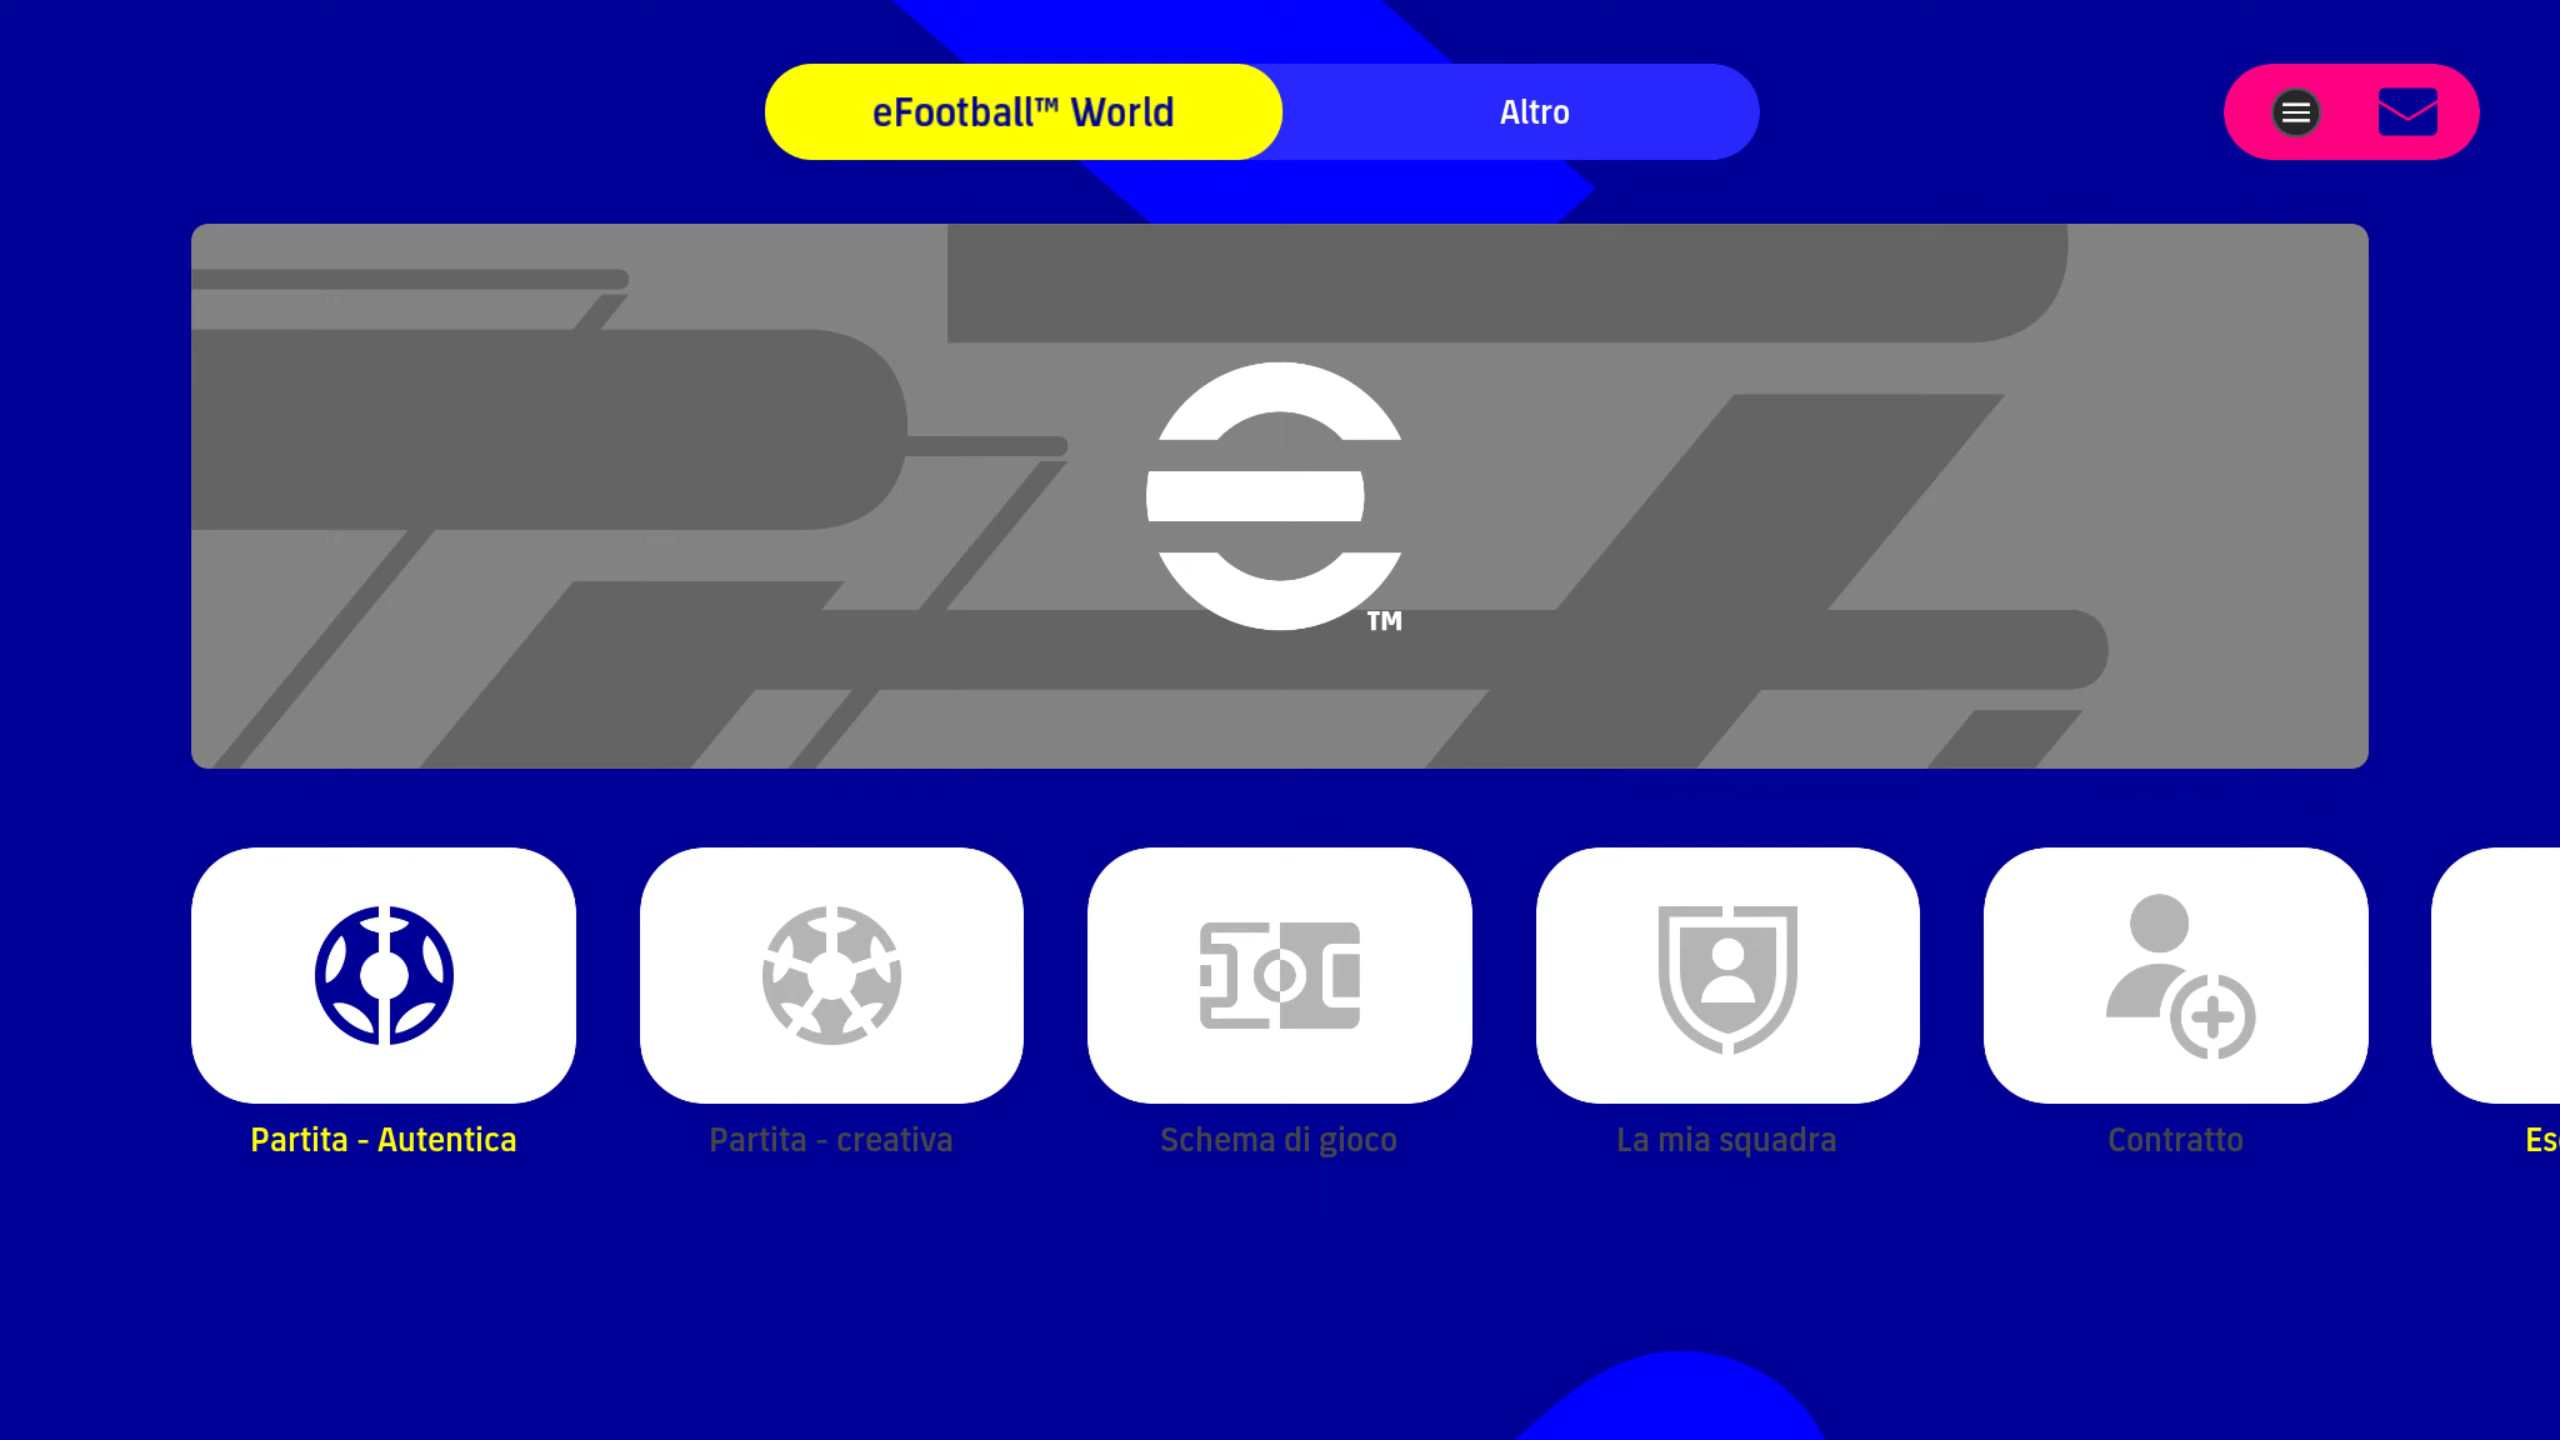 eFootball™ World
Altro
TM
Partita - Autentica
Partita - creativa
Schema di gioco
La mia squadra
Contratto